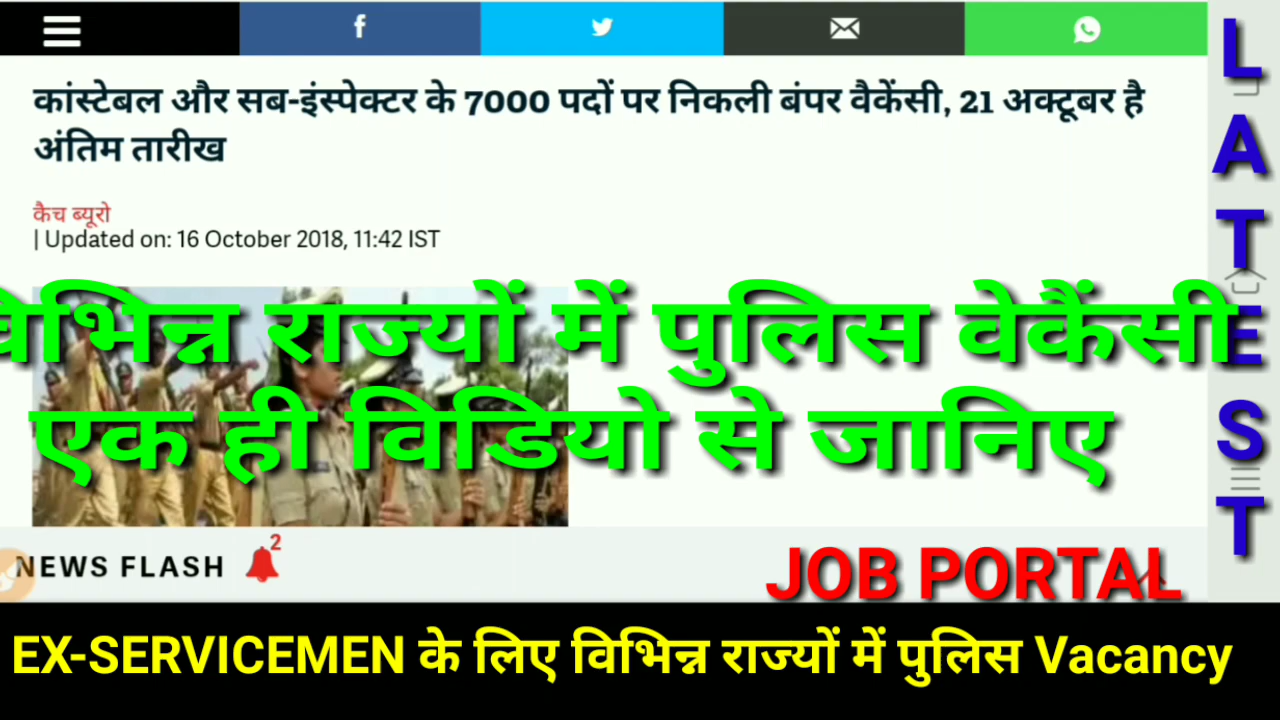 कांस्टेबल और सब-इंस्पेक्टर के 7000 पदों पर निकली बंपर वैकेंसी, 21 अक्टूबर है
अंतिम तारीख
कैच ब्यूरो
| Updated on: 16 October 2018, 11:42 IST
विभिन्न राज्यों में पुलिस वेकैंसी
एक ही विडियो से जानिए
NEWS FLASH 2
JOB PORTAL
EX-SERVICEMEN के लिए विभिन्न राज्यों में पुलिस Vacancy
LATEST